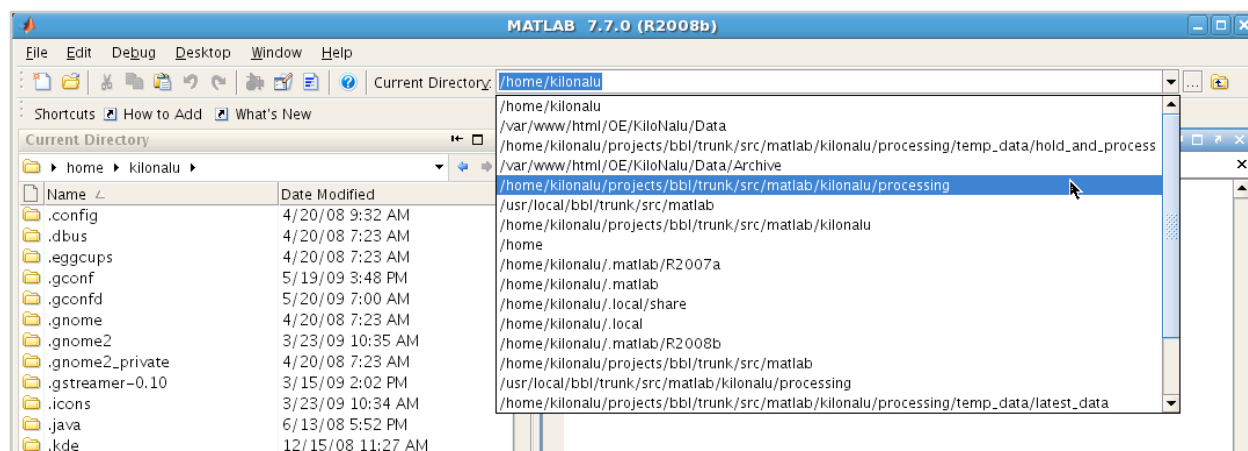 MATLAB 7.7.0 (R2008b)
File Edit Debug Desktop Window Help
Current Directory: /home/kilonalu
Shortcuts How to Add What's New
Current Directory
home kilonalu
Name Date Modified
.config 4/20/08 9:32 AM
.dbus 4/20/08 7:23 AM
.eggcups 4/20/08 7:23 AM
.gconf 5/19/09 3:48 PM
.gconfd 5/20/09 7:00 AM
.gnome 4/20/08 7:23 AM
.gnome2 3/23/09 10:35 AM
.gnome2_private 4/20/08 7:23 AM
.gstreamer-0.10 3/15/09 2:02 PM
.icons 3/23/09 10:34 AM
.java 6/13/08 5:52 PM
.kde 12/15/08 11:27 AM
/home/kilonalu
/var/www/html/OE/KiloNalu/Data
/home/kilonalu/projects/bbl/trunk/src/matlab/kilonalu/processing/temp_data/hold_and_process
/var/www/html/OE/KiloNalu/Data/Archive
/home/kilonalu/projects/bbl/trunk/src/matlab/kilonalu/processing
/usr/local/bbl/trunk/src/matlab
/home/kilonalu/projects/bbl/trunk/src/matlab/kilonalu
/home
/home/kilonalu/.matlab/R2007a
/home/kilonalu/.matlab
/home/kilonalu/.local/share
/home/kilonalu/.local
/home/kilonalu/.matlab/R2008b
/home/kilonalu/projects/bbl/trunk/src/matlab
/usr/local/bbl/trunk/src/matlab/kilonalu/processing
/home/kilonalu/projects/bbl/trunk/src/matlab/kilonalu/processing/temp_data/latest_data